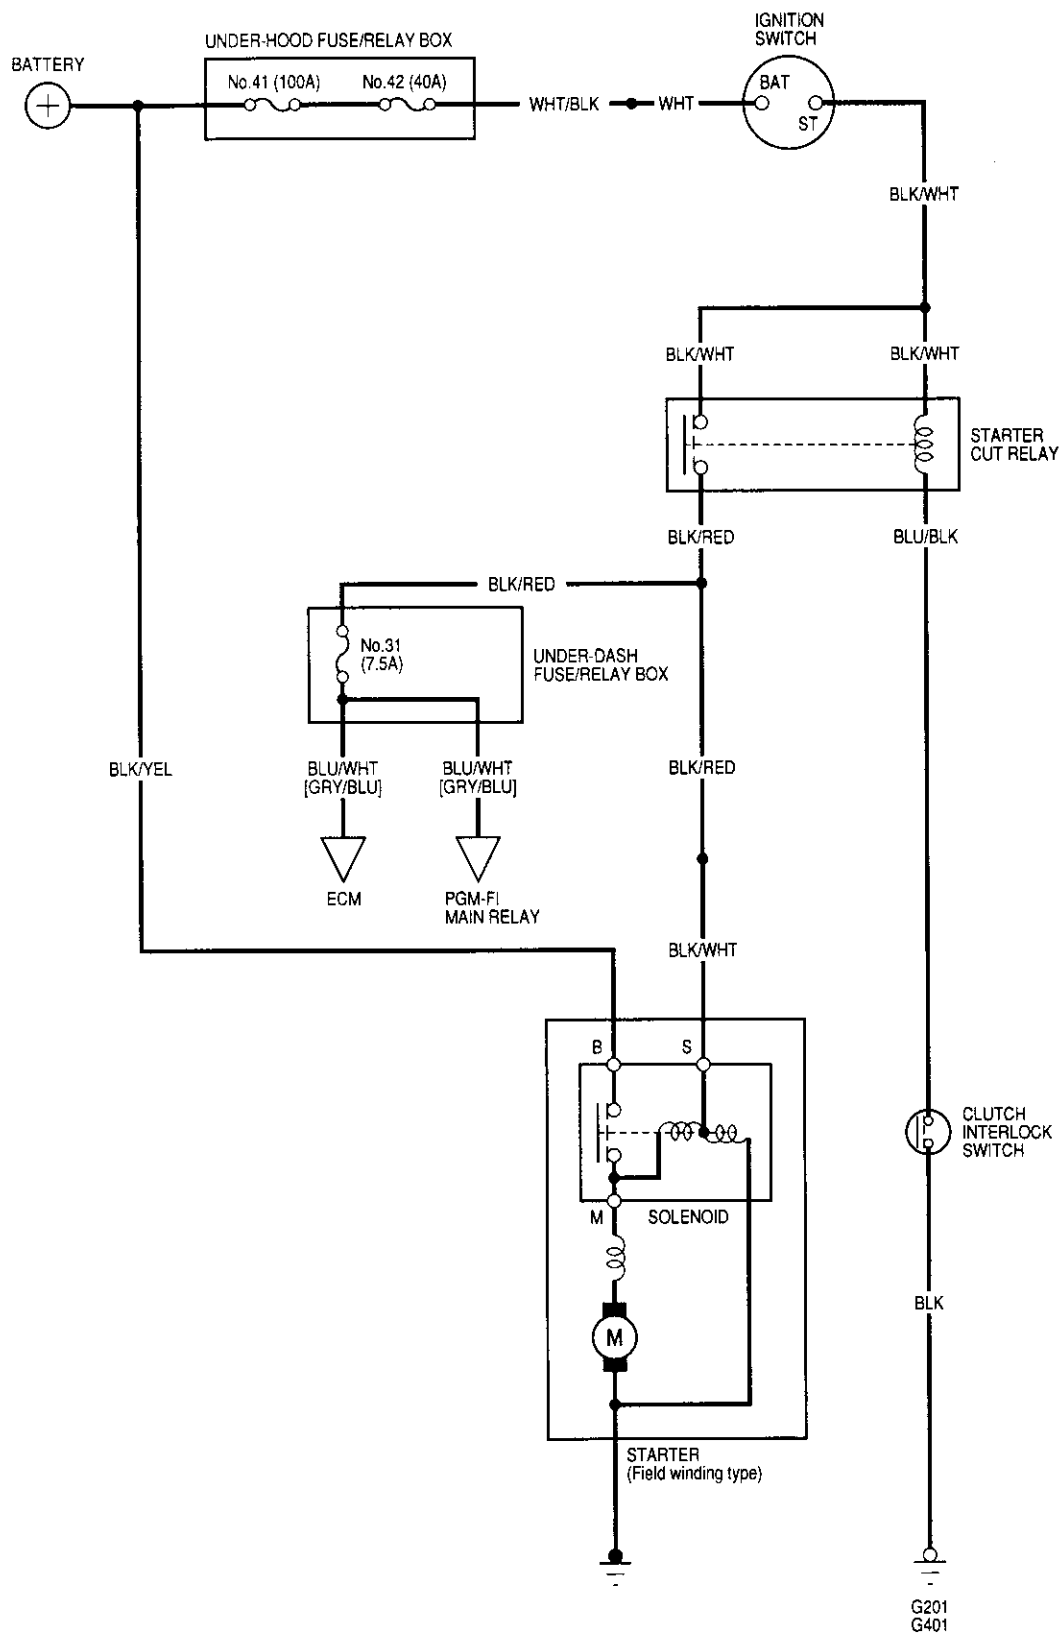 IGNITION
SWITCH
UNDER-HOOD FUSE/RELAY BOX
BATTERY
No.41 (100A)
No.42 (40A)
BAT
ST
WHT/BLK
WHT
BLK/WHT
BLK/WHT
BLK/WHT
STARTER
CUT RELAY
BLK/RED
BLU/BLK
BLK/RED
No.31
(7.5A)
UNDER-DASH
FUSE/RELAY BOX
BLK/YEL
BLU/WHT
[GRY/BLU]
BLU/WHT
[GRY/BLU]
BLK/RED
ECM
PGM-FI
MAIN RELAY
BLK/WHT
B
S
CLUTCH
INTERLOCK
SWITCH
M
SOLENOID
BLK
M
STARTER
(Field winding type)
G201
G401